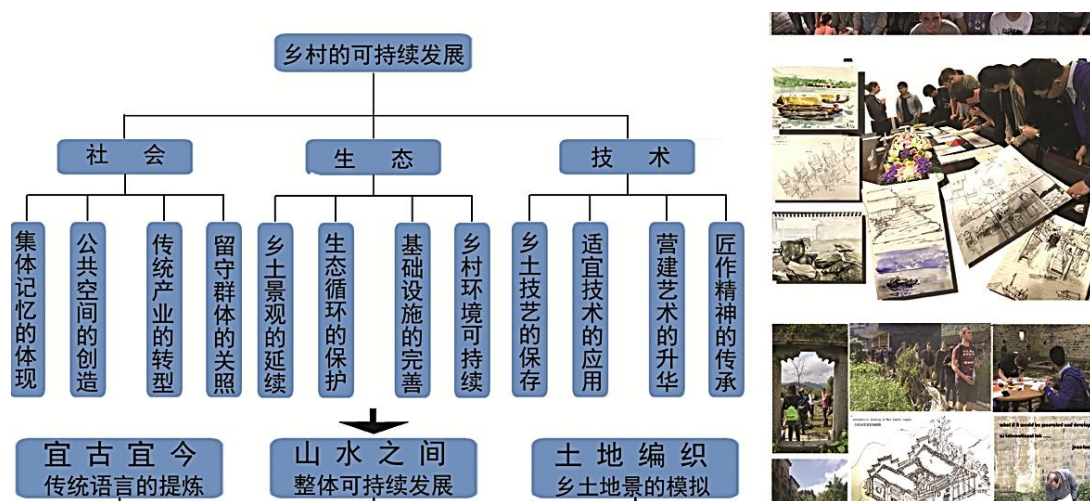 乡村的可持续发展
社 会
生 态
技 术
集体记忆的体现
公共空间的创造
传统产业的转型
留守群体的关照
乡土景观的延续
生态循环的保护
基础设施的完善
乡村环境可持续
乡土技艺的保存
适宜技术的应用
营建艺术的升华
匠作精神的传承
宜古宜今
传统语言的提炼
山水之间
整体可持续发展
土地编织
乡土地景的模拟
what if it would be